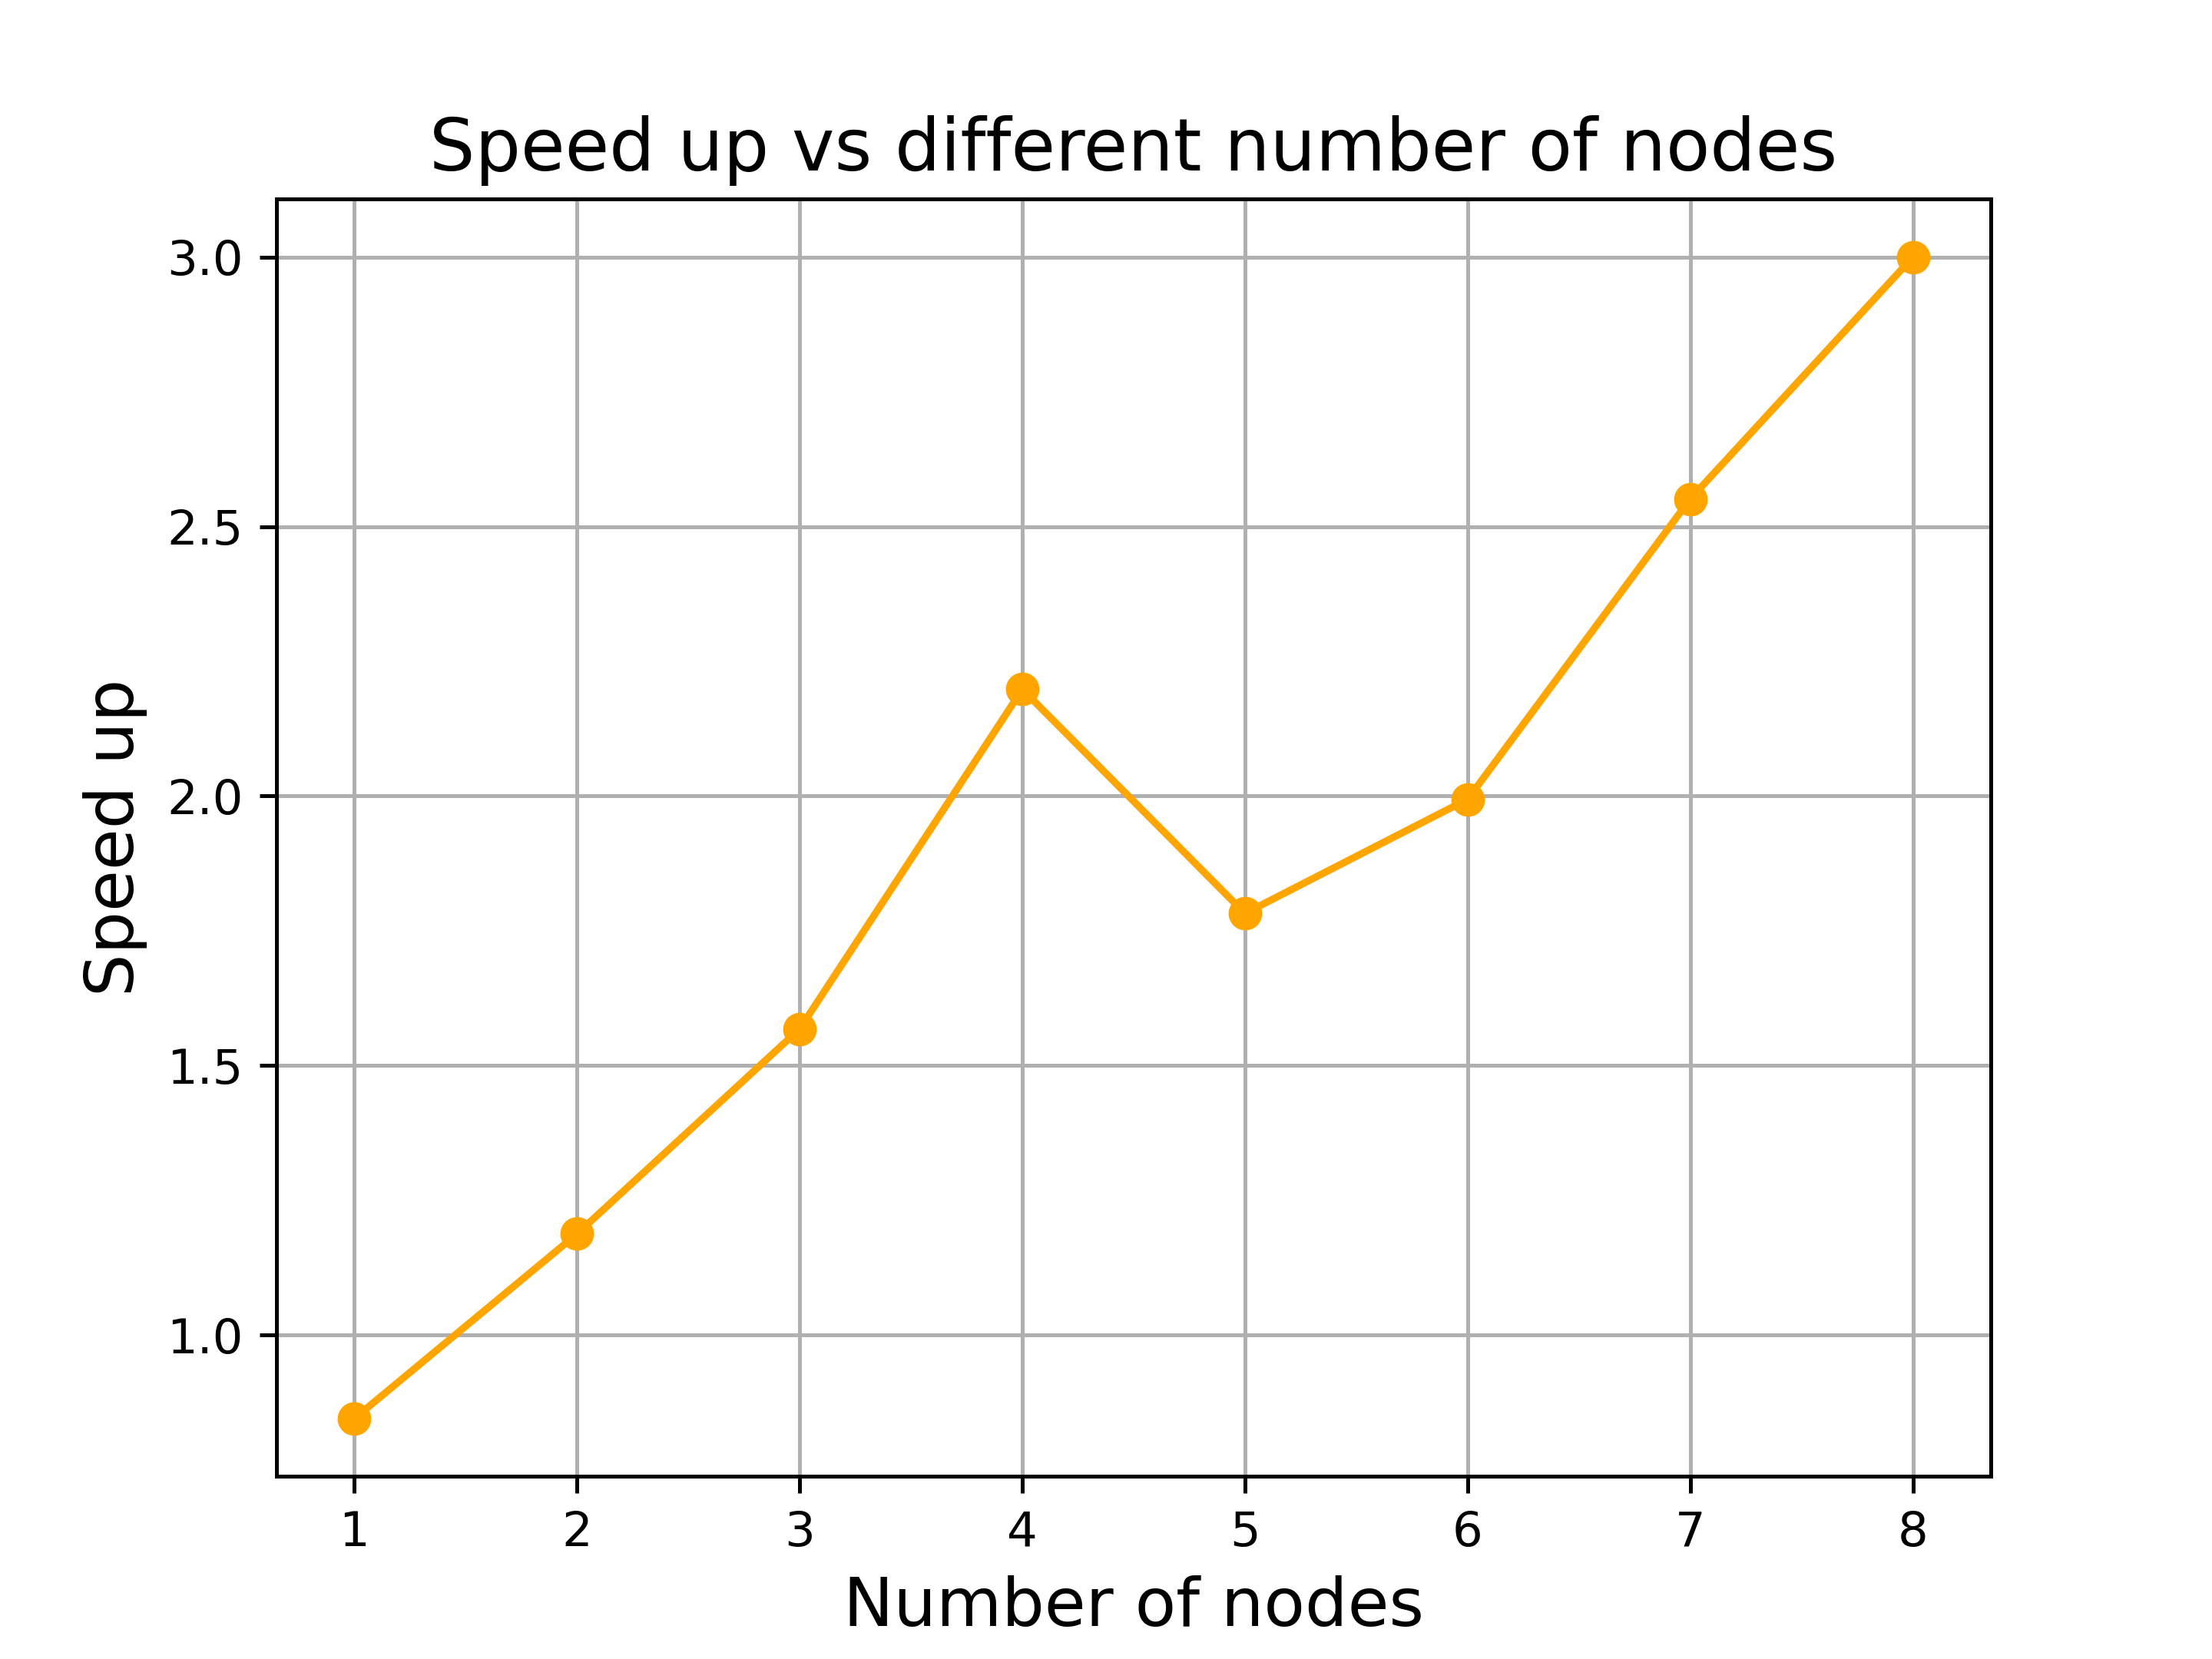 Speed up vs different number of nodes
3.0
2.5
2.0
1.5
1.0
Speed up
1 2 3 4 5 6 7 8
Number of nodes